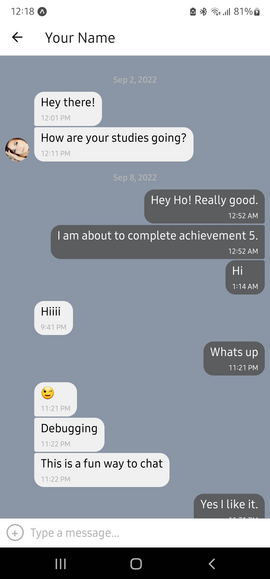 12:18 81%
Your Name
Sep 2, 2022
Hey there!
12:01 PM
How are your studies going?
12:11 PM
Sep 8, 2022
Hey Ho! Really good.
12:52 AM
I am about to complete achievement 5.
12:52 AM
Hi
1:14 AM
Hiiii
9:41 PM
Whats up
11:21 PM
😉
11:21 PM
Debugging
11:22 PM
This is a fun way to chat
11:22 PM
Yes I like it.
Type a message...